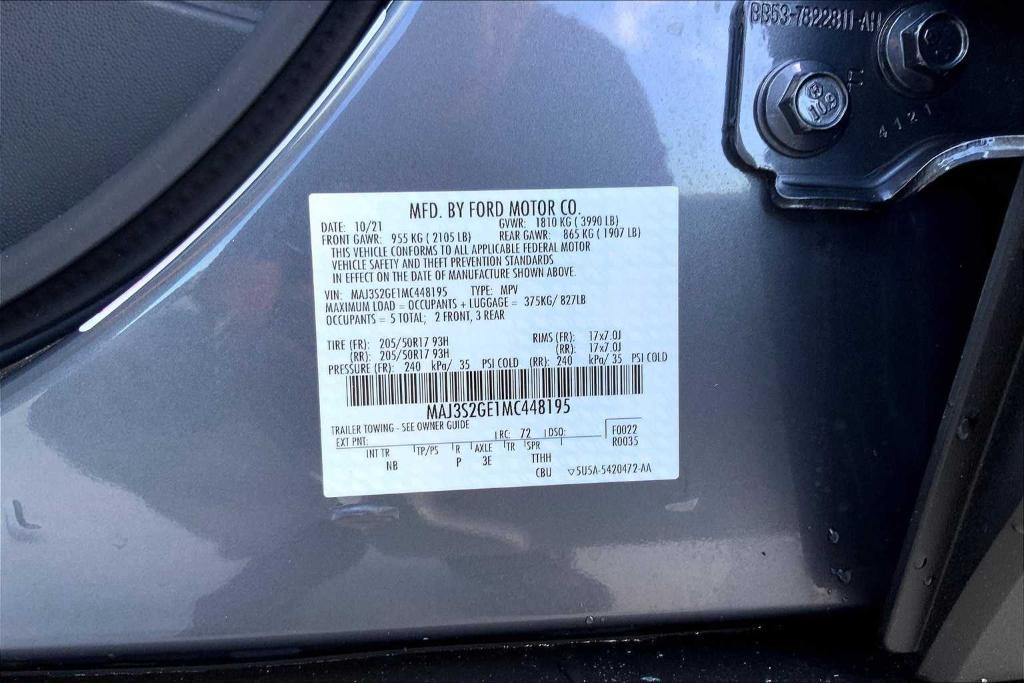 BB53-7822811-AH
10.9
4121
MFD. BY FORD MOTOR CO.
DATE: 10/21 GVWR: 1810 KG ( 3990 LB)
FRONT GAWR: 955 KG ( 2105 LB) REAR GAWR: 865 KG ( 1907 LB)
THIS VEHICLE CONFORMS TO ALL APPLICABLE FEDERAL MOTOR
VEHICLE SAFETY AND THEFT PREVENTION STANDARDS
IN EFFECT ON THE DATE OF MANUFACTURE SHOWN ABOVE.
VIN: MAJ3S2GE1MC448195 TYPE: MPV
MAXIMUM LOAD = OCCUPANTS + LUGGAGE = 375KG/ 827LB
OCCUPANTS = 5 TOTAL; 2 FRONT, 3 REAR
TIRE (FR): 205/50R17 93H RIMS (FR): 17x7.0J
(RR): 205/50R17 93H (RR): 17x7.0J
PRESSURE (FR): 240 kPa/ 35 PSI COLD (RR): 240 kPa/ 35 PSI COLD
MAJ3S2GE1MC448195
TRAILER TOWING - SEE OWNER GUIDE
EXT PNT: RC: 72 DSO: F0022
INT TR TP/PS R AXLE TR SPR R0035
NB P 3E TTHH
CBU 5U5A-5420472-AA